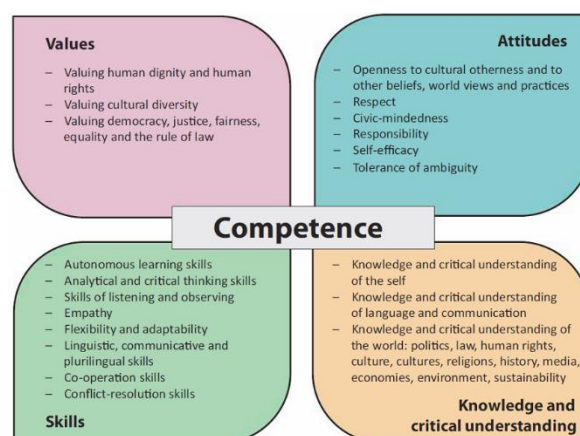 Values
– Valuing human dignity and human
rights
– Valuing cultural diversity
– Valuing democracy, justice, fairness,
equality and the rule of law
Attitudes
– Openness to cultural otherness and to
other beliefs, world views and practices
– Respect
– Civic-mindedness
– Responsibility
– Self-efficacy
– Tolerance of ambiguity
Competence
– Autonomous learning skills
– Analytical and critical thinking skills
– Skills of listening and observing
– Empathy
– Flexibility and adaptability
– Linguistic, communicative and
plurilingual skills
– Co-operation skills
– Conflict-resolution skills
Skills
– Knowledge and critical understanding
of the self
– Knowledge and critical understanding
of language and communication
– Knowledge and critical understanding of
the world: politics, law, human rights,
culture, cultures, religions, history, media,
economies, environment, sustainability
Knowledge and
critical understanding